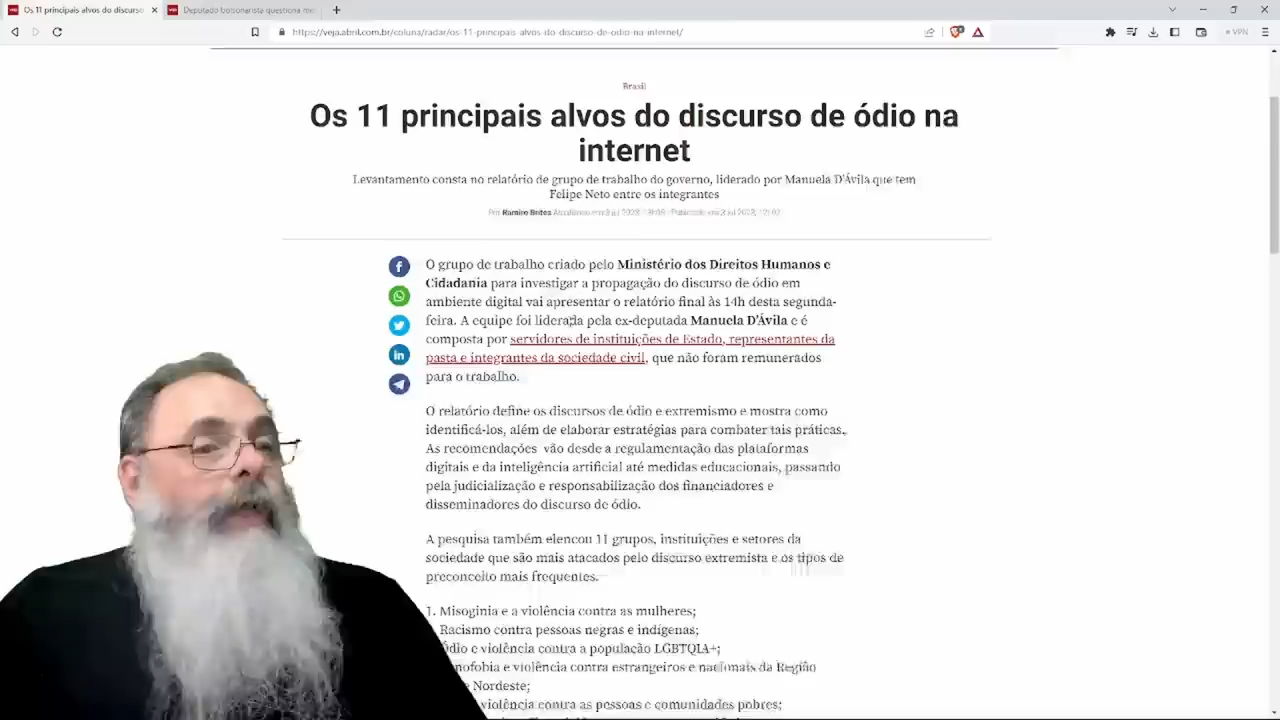 Os 11 principais alvos do discurso
Deputado bolsonarista questiona me
https://veja.abril.com.br/coluna/radar/os-11-principais-alvos-do-discurso-de-odio-na-internet/
VPN
Brasil
Os 11 principais alvos do discurso de ódio na
internet
Levantamento consta no relatório de grupo de trabalho do governo, liderado por Manuela D'Ávila que tem
Felipe Neto entre os integrantes
Por Ramiro Brites
O grupo de trabalho criado pelo Ministério dos Direitos Humanos e
Cidadania para investigar a propagação do discurso de ódio em
ambiente digital vai apresentar o relatório final às 14h desta segunda-
feira. A equipe foi liderada pela ex-deputada Manuela D'Ávila e é
composta por servidores de instituições de Estado, representantes da
pasta e integrantes da sociedade civil, que não foram remunerados
para o trabalho.
O relatório define os discursos de ódio e extremismo e mostra como
identificá-los, além de elaborar estratégias para combater tais práticas.
As recomendações vão desde a regulamentação das plataformas
digitais e da inteligência artificial até medidas educacionais, passando
pela judicialização e responsabilização dos financiadores e
disseminadores do discurso de ódio.
A pesquisa também elencou 11 grupos, instituições e setores da
sociedade que são mais atacados pelo discurso extremista e os tipos de
preconceito mais frequentes.
1. Misoginia e a violência contra as mulheres;
Racismo contra pessoas negras e indígenas;
dio e violência contra a população LGBTQIA+;
nofobia e violência contra estrangeiros e nacionais da Região
e Nordeste;
violência contra as pessoas e comunidades pobres;